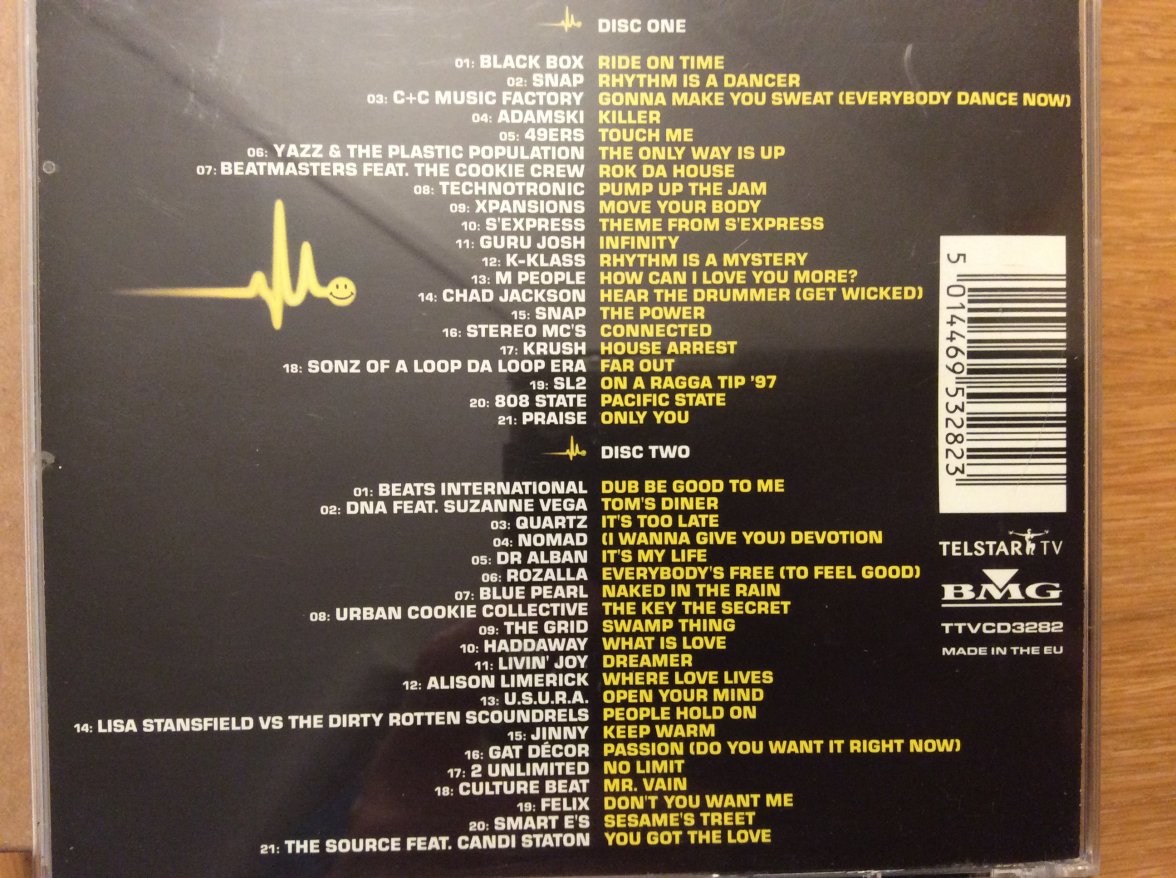 DISC ONE
01: BLACK BOX RIDE ON TIME
02: SNAP RHYTHM IS A DANCER
03: C+C MUSIC FACTORY GONNA MAKE YOU SWEAT (EVERYBODY DANCE NOW)
04: ADAMSKI KILLER
05: 49ERS TOUCH ME
06: YAZZ & THE PLASTIC POPULATION THE ONLY WAY IS UP
07: BEATMASTERS FEAT. THE COOKIE CREW ROK DA HOUSE
08: TECHNOTRONIC PUMP UP THE JAM
09: XPANSIONS MOVE YOUR BODY
10: S'EXPRESS THEME FROM S'EXPRESS
11: GURU JOSH INFINITY
12: K-KLASS RHYTHM IS A MYSTERY
13: M PEOPLE HOW CAN I LOVE YOU MORE?
14: CHAD JACKSON HEAR THE DRUMMER (GET WICKED)
15: SNAP THE POWER
16: STEREO MC'S CONNECTED
17: KRUSH HOUSE ARREST
18: SONZ OF A LOOP DA LOOP ERA FAR OUT
19: SL2 ON A RAGGA TIP '97
20: 808 STATE PACIFIC STATE
21: PRAISE ONLY YOU
DISC TWO
01: BEATS INTERNATIONAL DUB BE GOOD TO ME
02: DNA FEAT. SUZANNE VEGA TOM'S DINER
03: QUARTZ IT'S TOO LATE
04: NOMAD (I WANNA GIVE YOU) DEVOTION
05: DR ALBAN IT'S MY LIFE
06: ROZALLA EVERYBODY'S FREE (TO FEEL GOOD)
07: BLUE PEARL NAKED IN THE RAIN
08: URBAN COOKIE COLLECTIVE THE KEY THE SECRET
09: THE GRID SWAMP THING
10: HADDAWAY WHAT IS LOVE
11: LIVIN' JOY DREAMER
12: ALISON LIMERICK WHERE LOVE LIVES
13: U.S.U.R.A. OPEN YOUR MIND
14: LISA STANSFIELD VS THE DIRTY ROTTEN SCOUNDRELS PEOPLE HOLD ON
15: JINNY KEEP WARM
16: GAT DÉCOR PASSION (DO YOU WANT IT RIGHT NOW)
17: 2 UNLIMITED NO LIMIT
18: CULTURE BEAT MR. VAIN
19: FELIX DON'T YOU WANT ME
20: SMART E'S SESAME'S TREET
21: THE SOURCE FEAT. CANDI STATON YOU GOT THE LOVE
5 014469 532823
TELSTAR TV
BMG
TTVCD3282
MADE IN THE EU